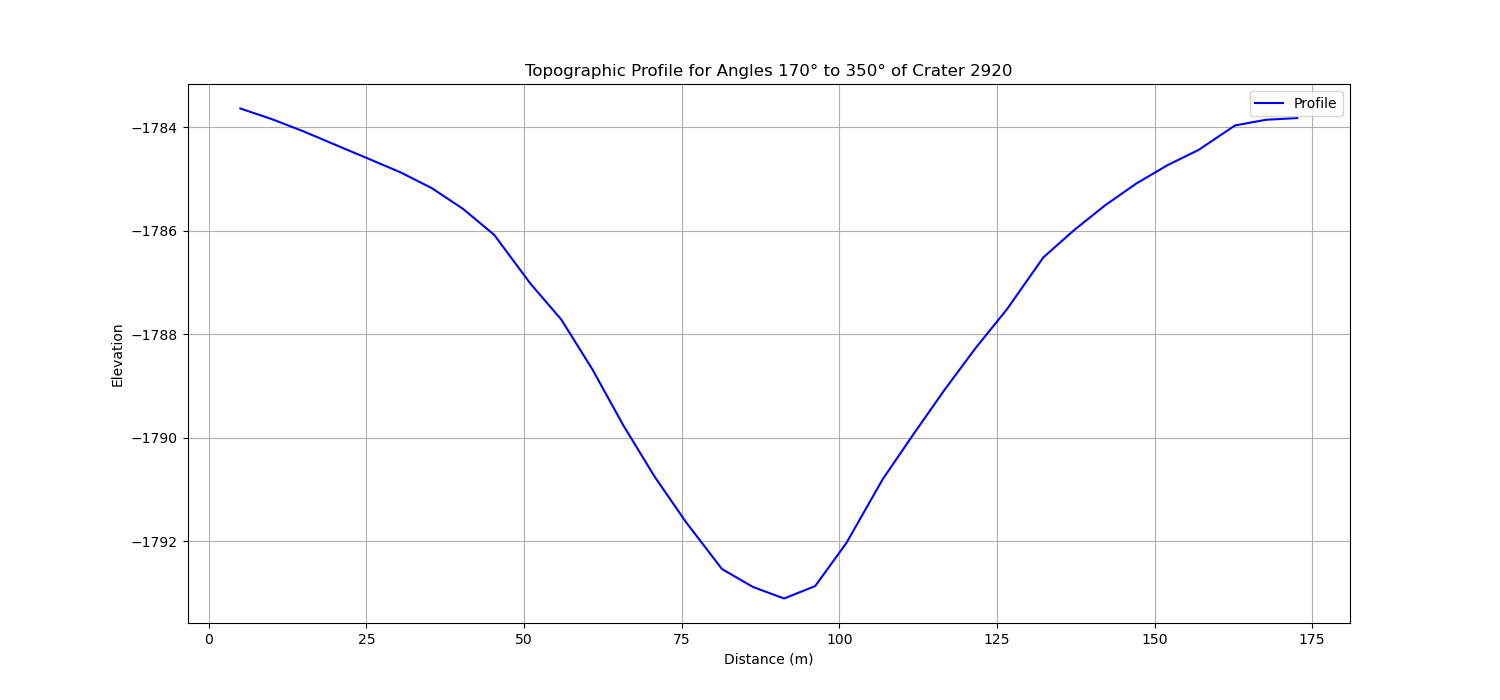 Topographic Profile for Angles 170° to 350° of Crater 2920
Profile
−1784
−1786
−1788
−1790
−1792
Elevation
0 25 50 75 100 125 150 175
Distance (m)